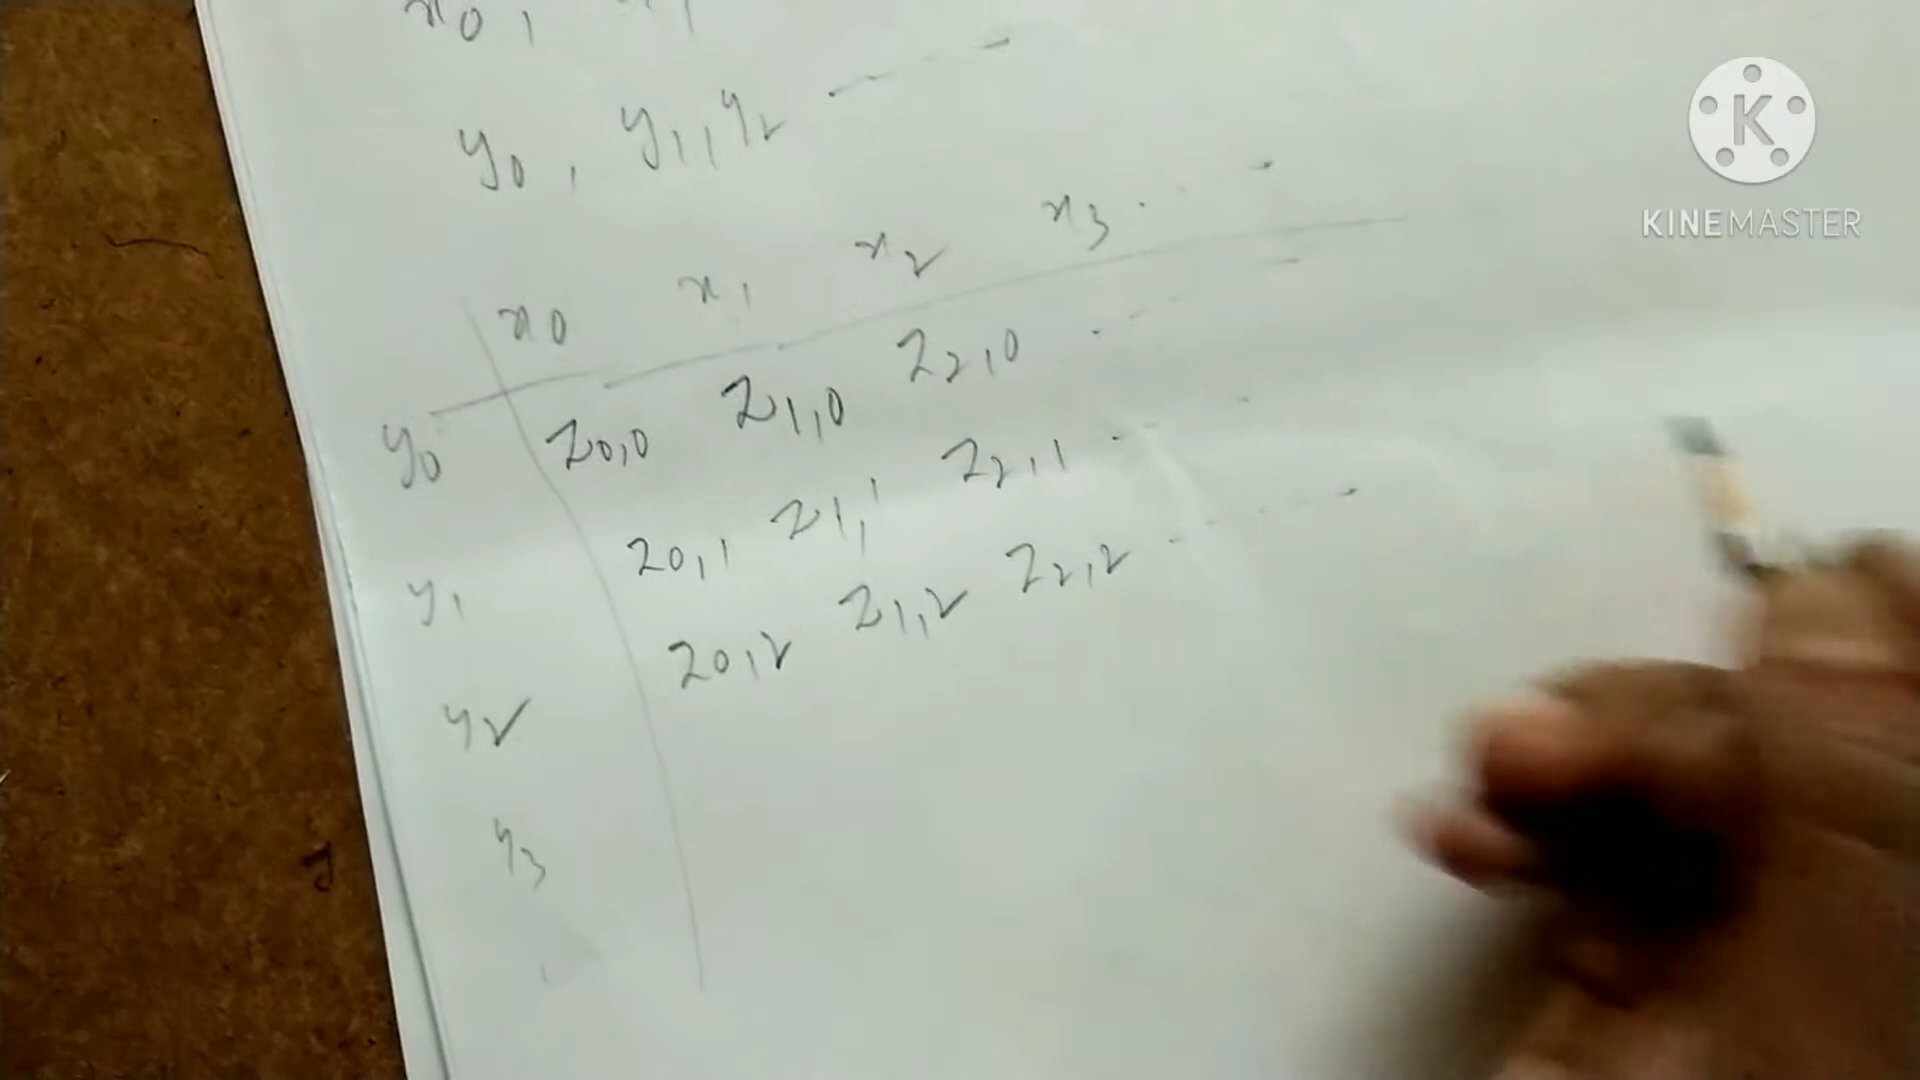 x0,
y0, y1, y2 - - - -
x0 x1 x2 x3 - - -
y0 z0,0 z1,0 z2,0 - - - -
y1 z0,1 z1,1 z2,1 - - -
y2 z0,2 z1,2 z2,2 - - - -
y3
K
KINEMASTER